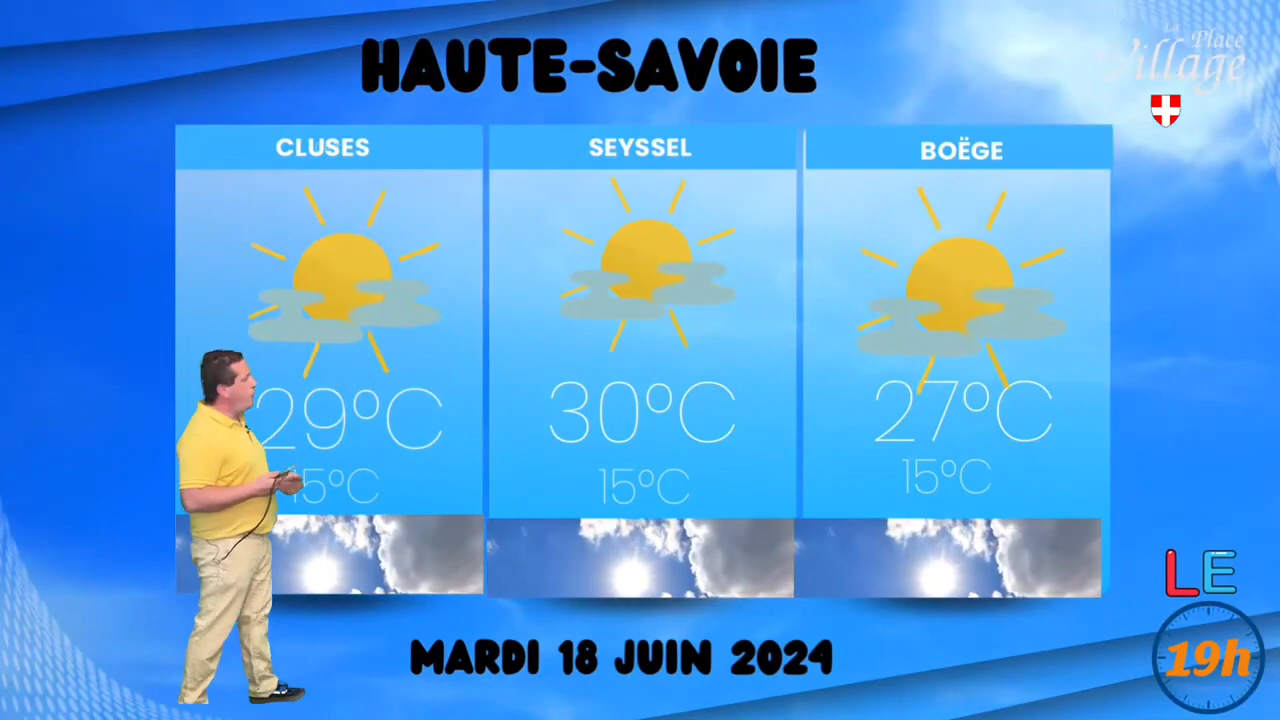 HAUTE-SAVOIE
La Place
Village
CLUSES
SEYSSEL
BOËGE
29°C
30°C
27°C
15°C
15°C
15°C
MARDI 18 JUIN 2024
LE
19h